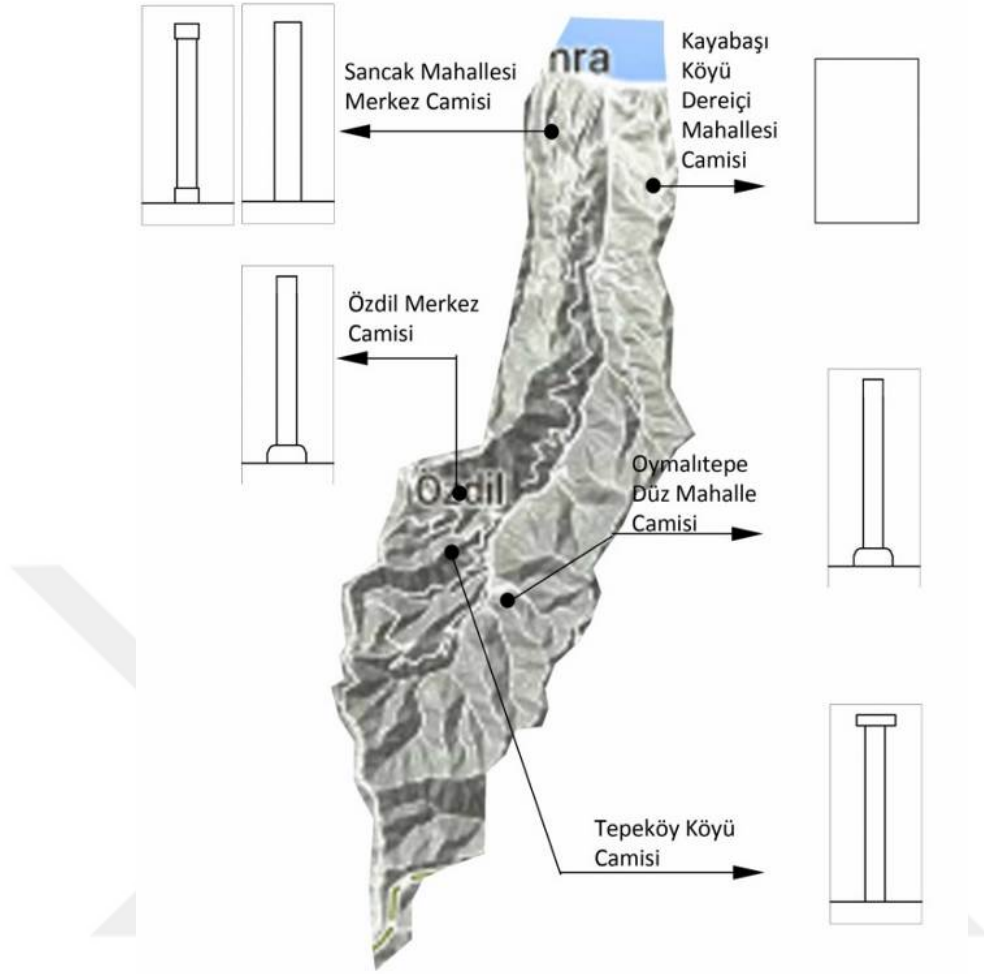 mra
Sancak Mahallesi
Merkez Camisi
Kayabaşı
Köyü
Dereiçi
Mahallesi
Camisi
Özdil Merkez
Camisi
Özdil
Oymalıtepe
Düz Mahalle
Camisi
Tepeköy Köyü
Camisi